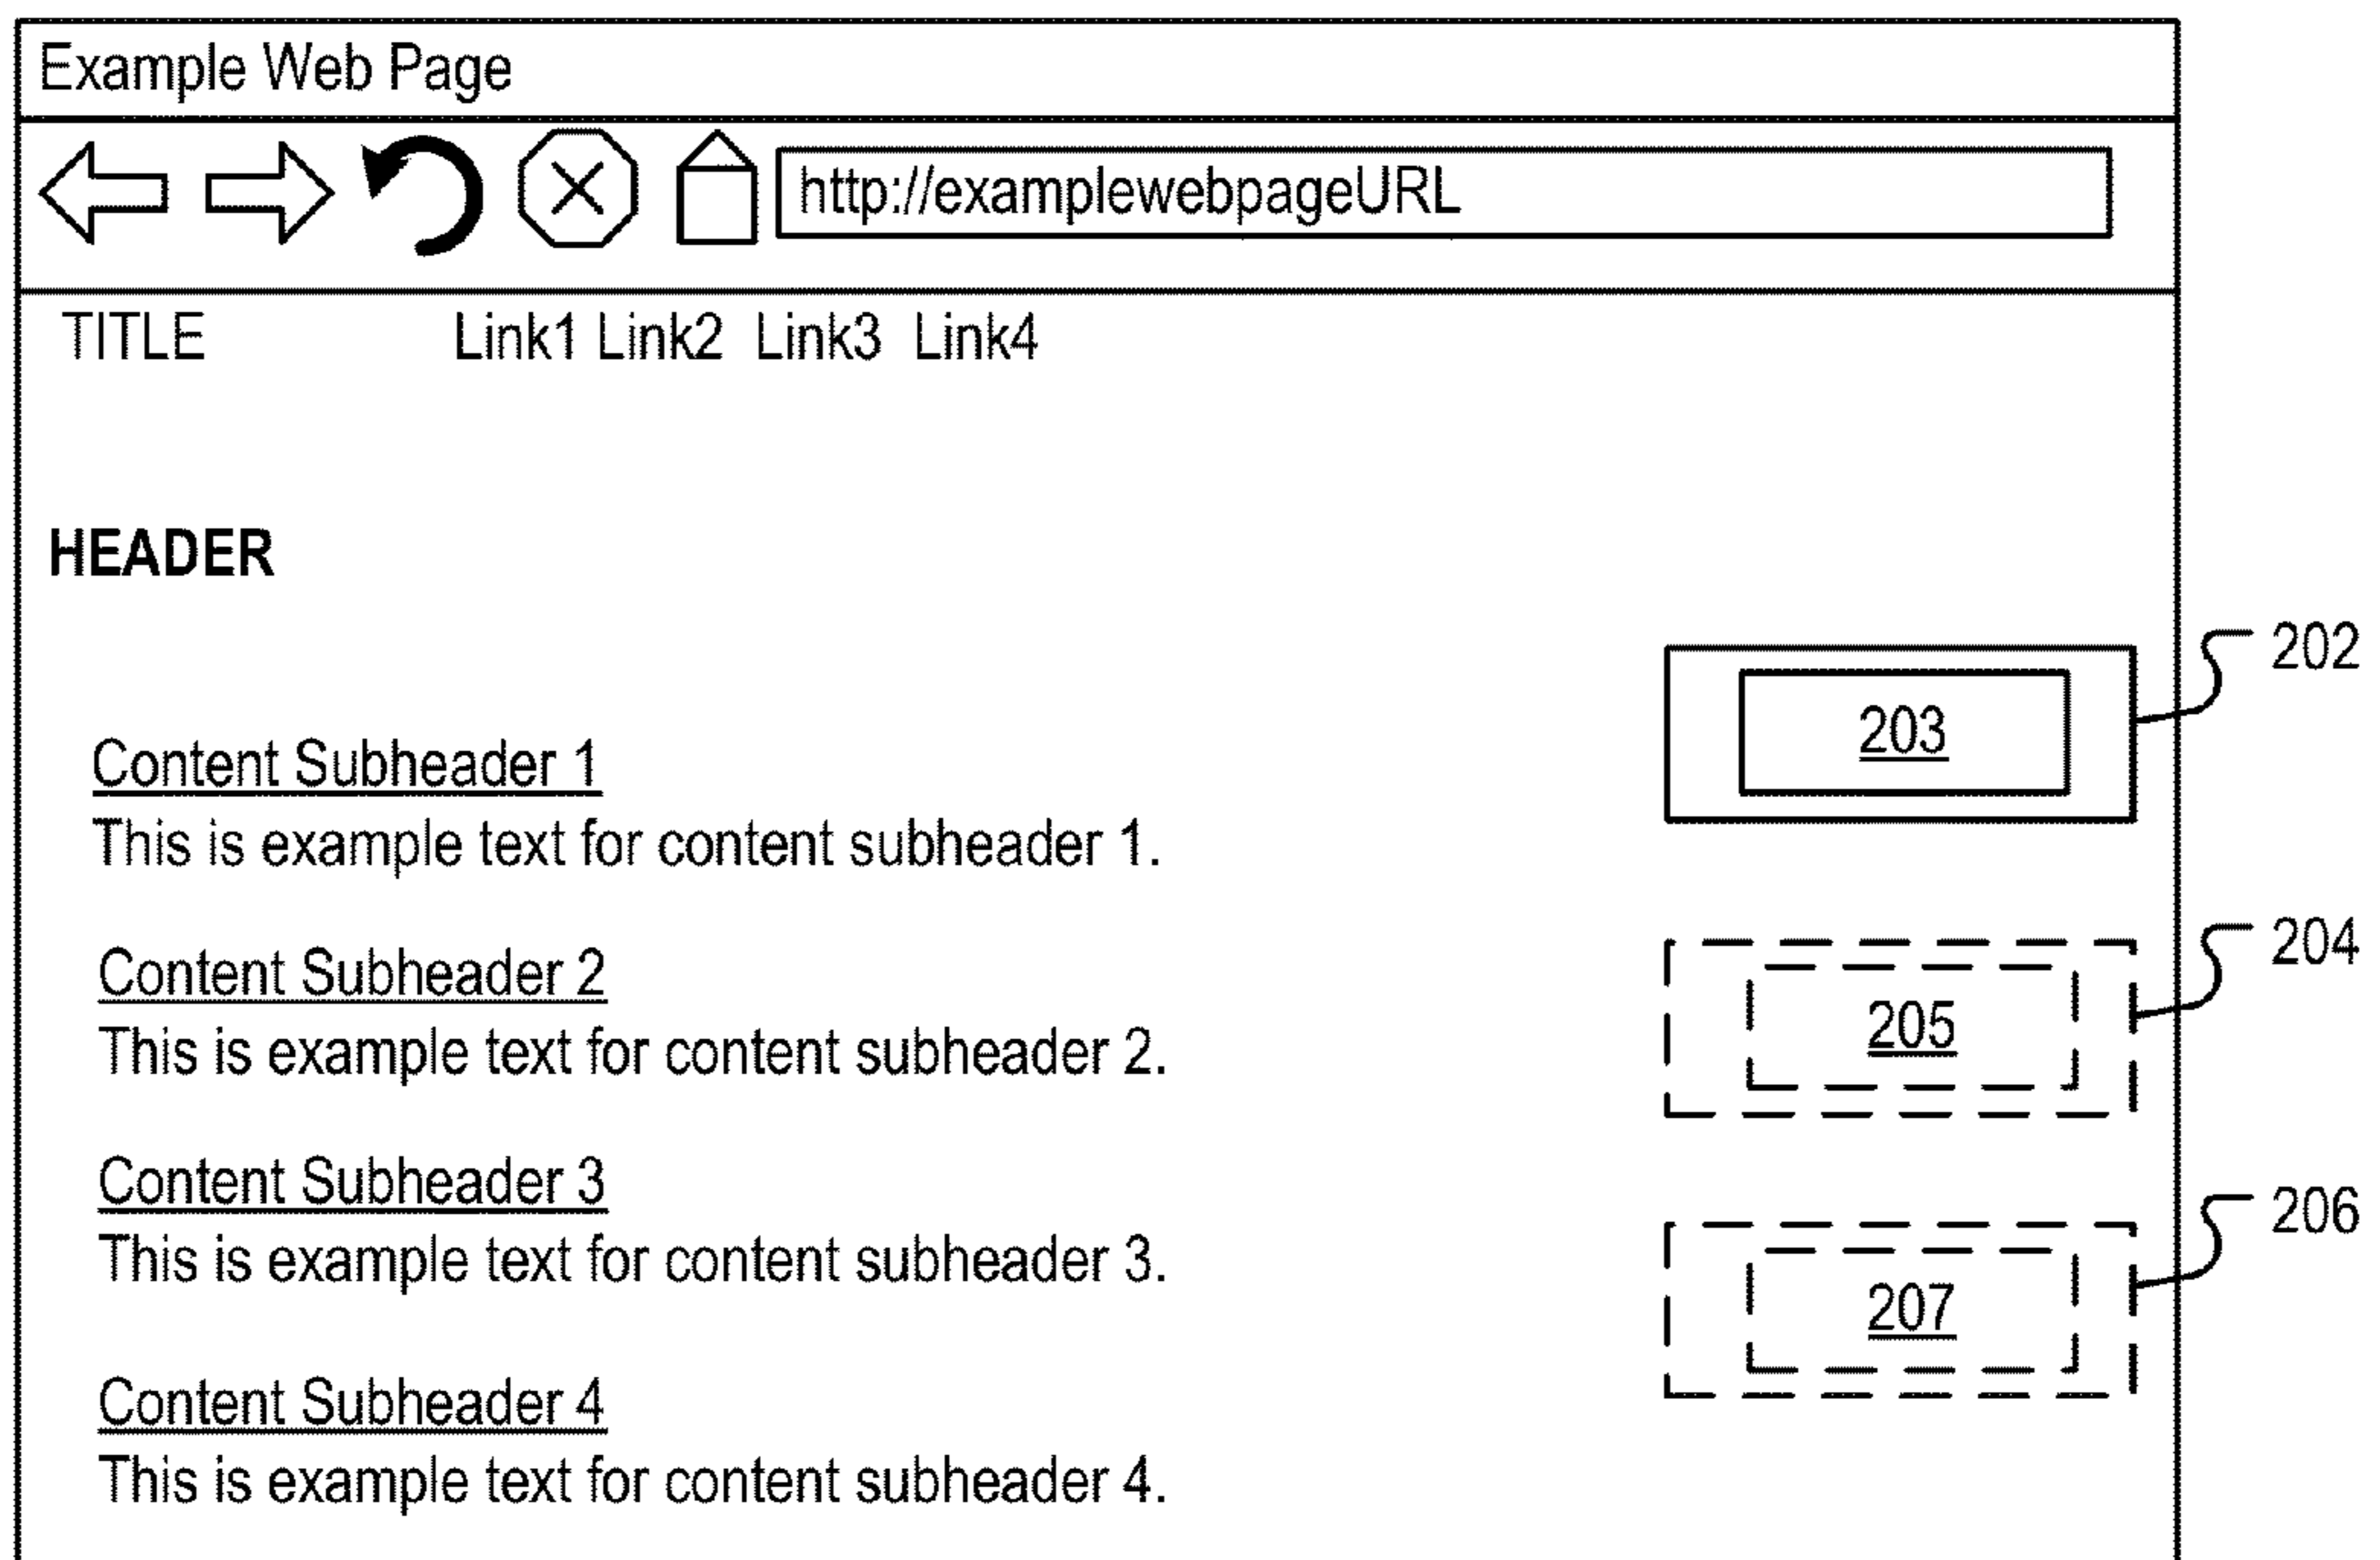 Example Web Page
http://examplewebpageURL
TITLE Link1 Link2 Link3 Link4
HEADER
202
203
Content Subheader 1
This is example text for content subheader 1.
204
Content Subheader 2
205
This is example text for content subheader 2.
Content Subheader 3
206
This is example text for content subheader 3.
207
Content Subheader 4
This is example text for content subheader 4.